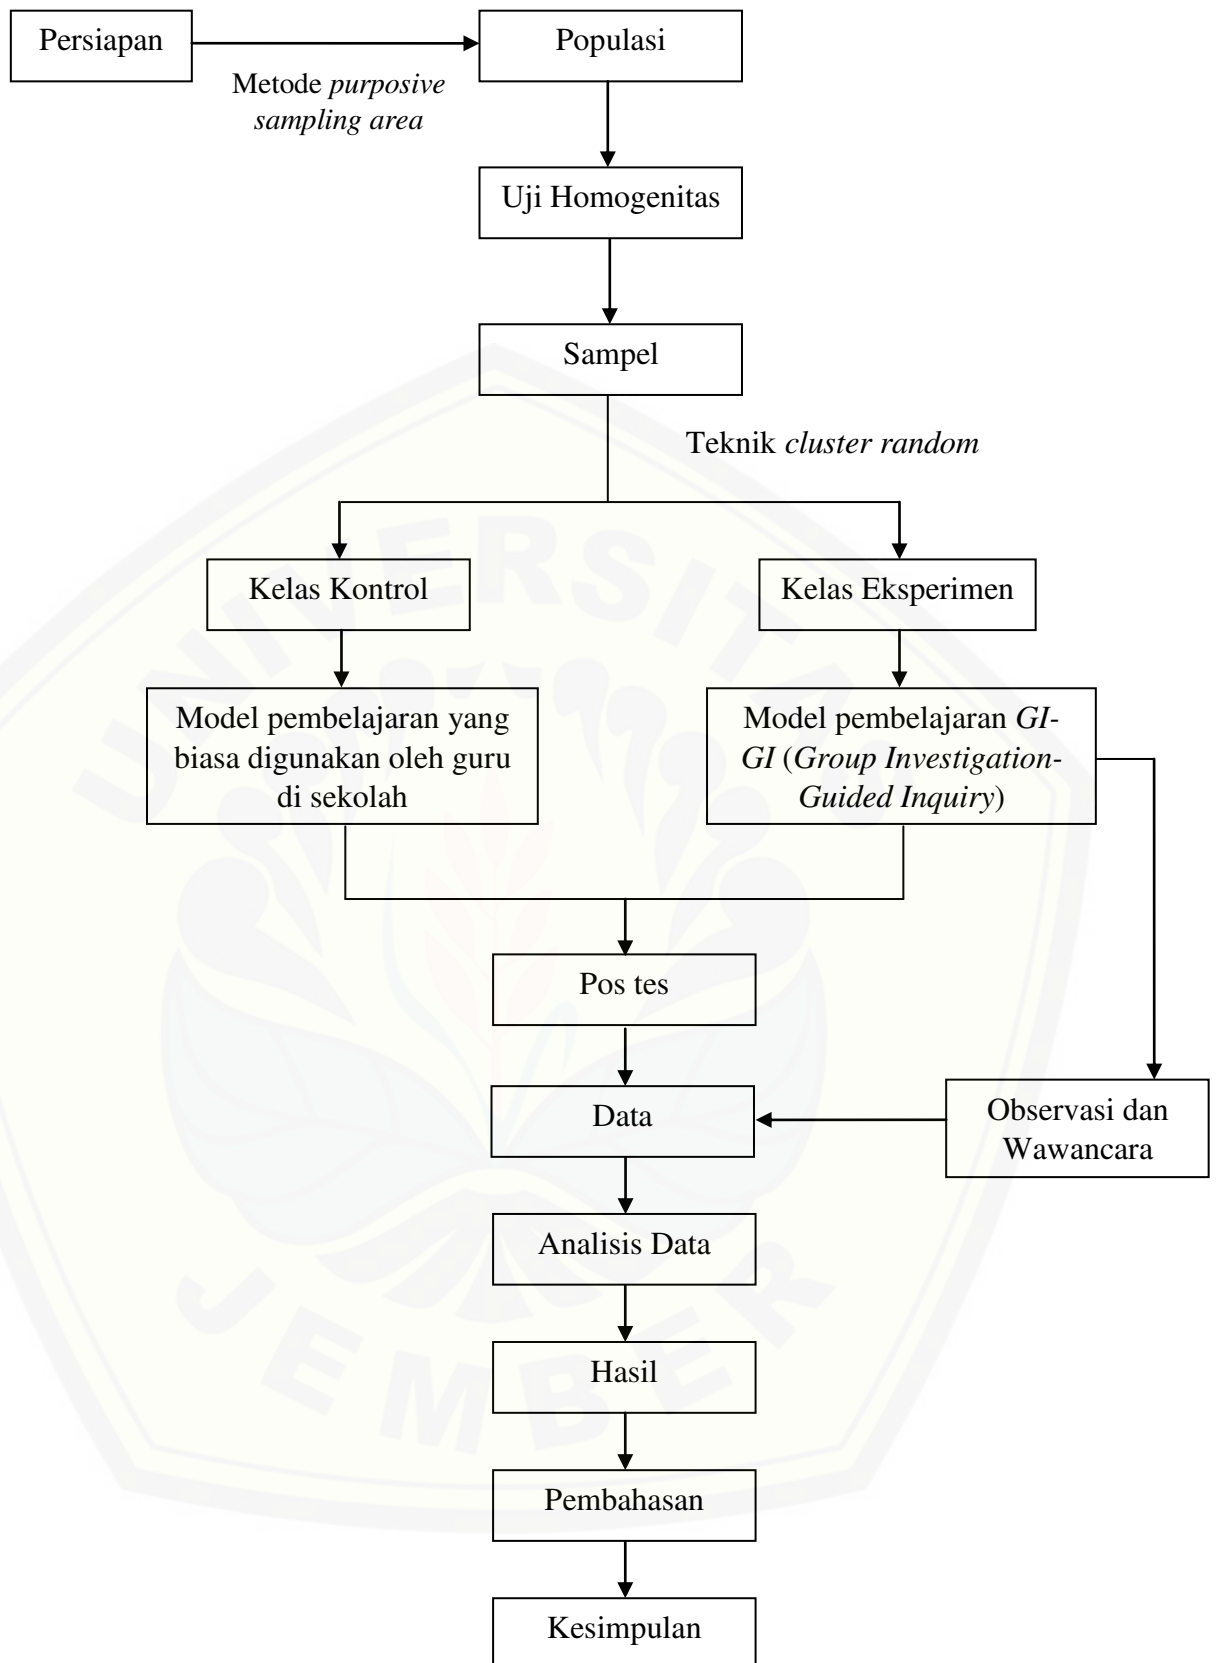 Persiapan
Populasi
Metode purposive
sampling area
Uji Homogenitas
Sampel
Teknik cluster random
Kelas Kontrol
Kelas Eksperimen
Model pembelajaran yang
biasa digunakan oleh guru
di sekolah
Model pembelajaran GI-
GI (Group Investigation-
Guided Inquiry)
Pos tes
Data
Observasi dan
Wawancara
Analisis Data
Hasil
Pembahasan
Kesimpulan
UNIVERSITAS
JEMBER